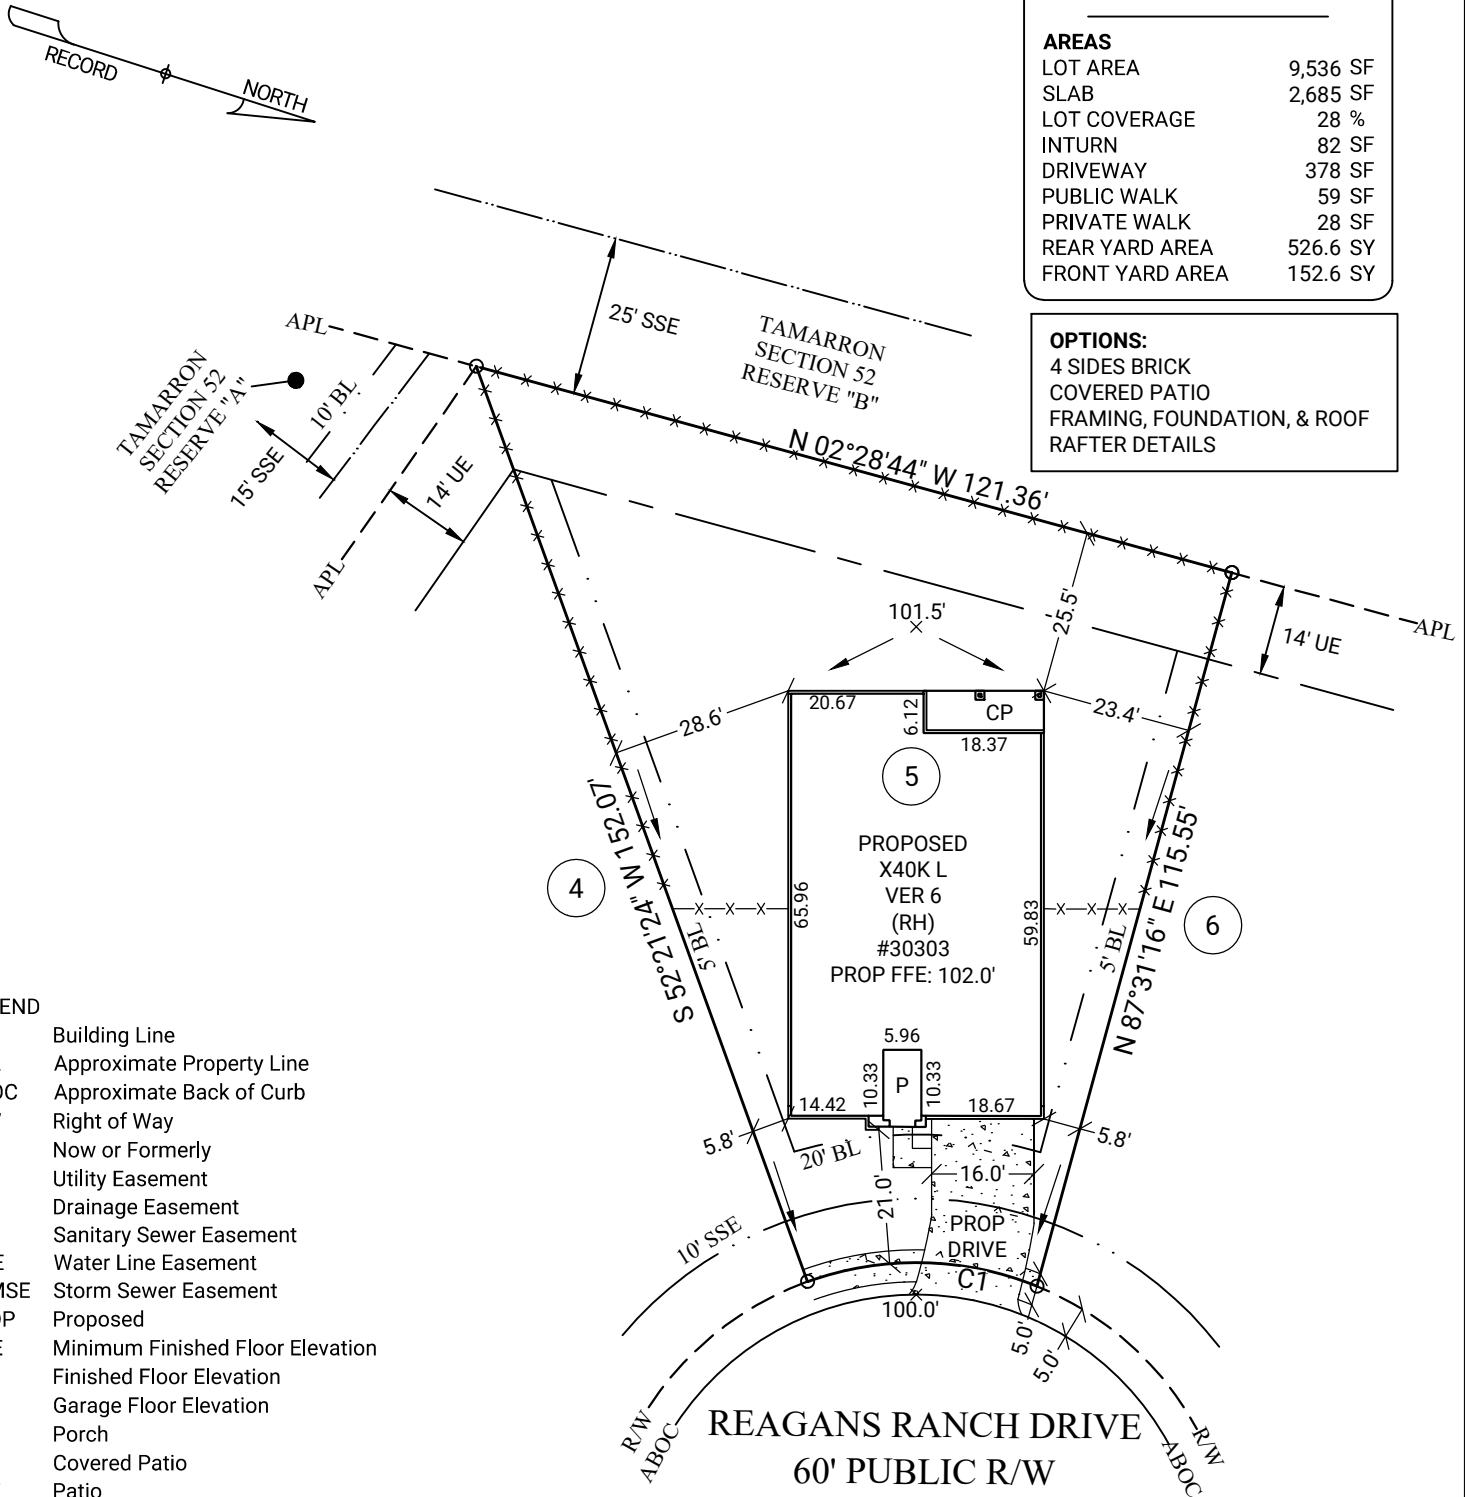 RECORD
NORTH
AREAS
LOT AREA 9,536 SF
SLAB 2,685 SF
LOT COVERAGE 28 %
INTURN 82 SF
DRIVEWAY 378 SF
PUBLIC WALK 59 SF
PRIVATE WALK 28 SF
REAR YARD AREA 526.6 SY
FRONT YARD AREA 152.6 SY
OPTIONS:
4 SIDES BRICK
COVERED PATIO
FRAMING, FOUNDATION, & ROOF
RAFTER DETAILS
APL
25' SSE
TAMARRON
SECTION 52
RESERVE "B"
TAMARRON
SECTION 52
RESERVE "A"
10' BL
15' SSE
14' UE
APL
N 02°28'44" W 121.36'
25.5'
14' UE
APL
101.5'
20.67
6.12
CP
18.37
28.6'
23.4'
5
PROPOSED
X40K L
VER 6
(RH)
#30303
PROP FFE: 102.0'
65.96
59.83
S 52°21'24" W 152.07'
5' BL
4
N 87°31'16" E 115.55'
5' BL
6
5.96
10.33
P
10.33
14.42
18.67
5.8'
5.8'
20' BL
21.0'
16.0'
10' SSE
PROP
DRIVE
C1
100.0'
5.0'
5.0'
R/W
ABOC
R/W
ABOC
REAGANS RANCH DRIVE
60' PUBLIC R/W
END
Building Line
Approximate Property Line
OC Approximate Back of Curb
Right of Way
Now or Formerly
Utility Easement
Drainage Easement
Sanitary Sewer Easement
E Water Line Easement
MSE Storm Sewer Easement
OP Proposed
E Minimum Finished Floor Elevation
Finished Floor Elevation
Garage Floor Elevation
Porch
Covered Patio
Patio